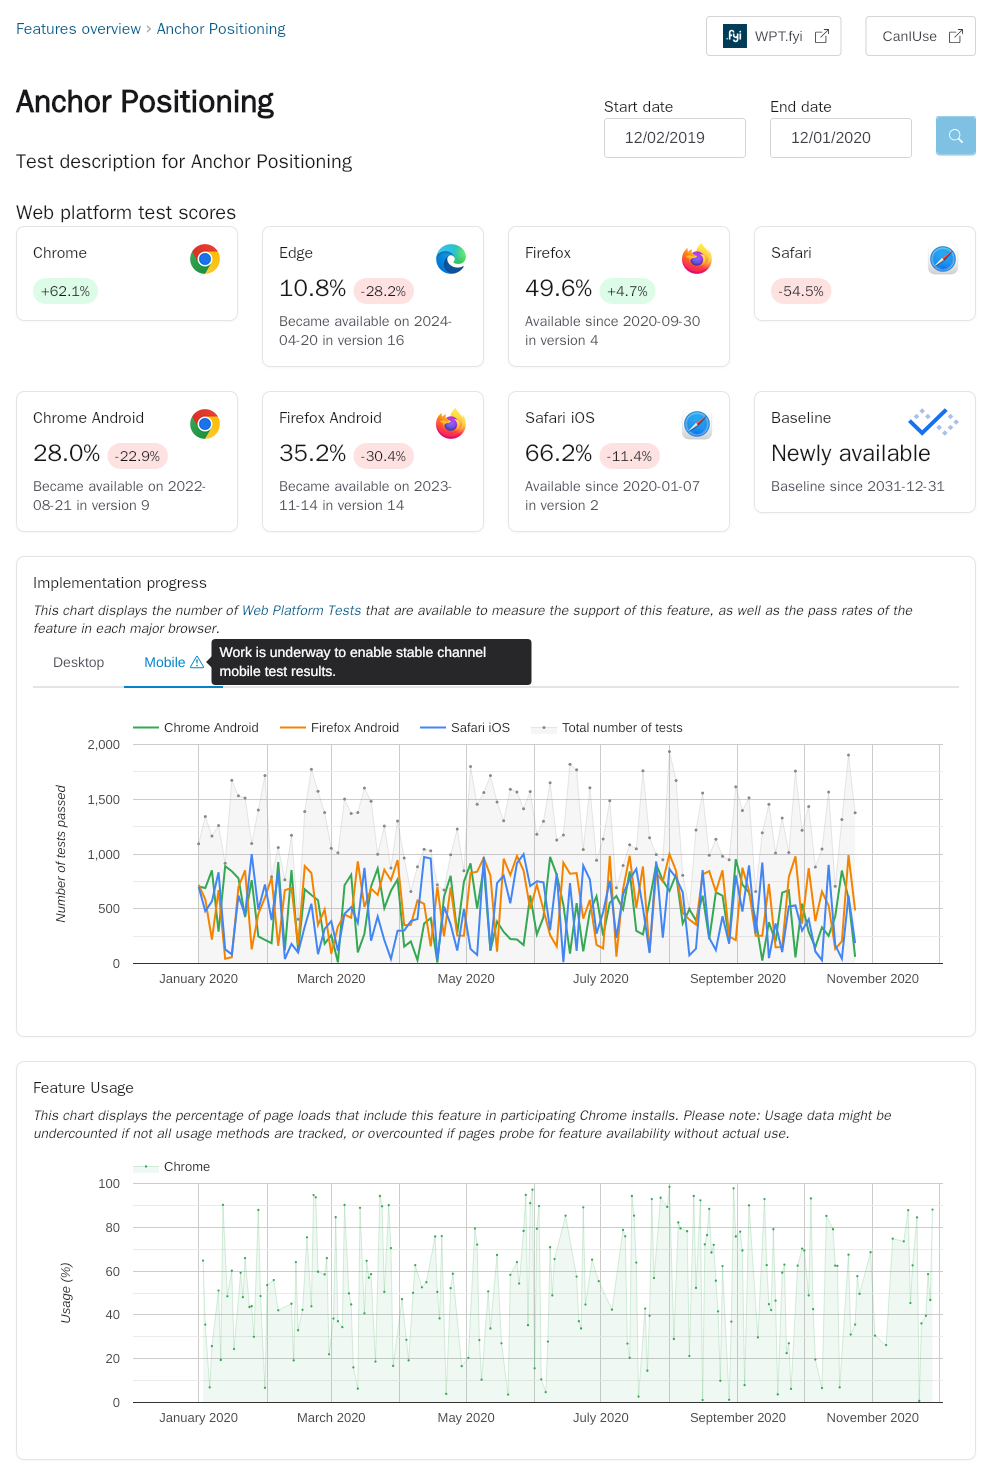 Features overview › Anchor Positioning
.fyi WPT.fyi
CanIUse
Anchor Positioning
Start date
End date
12/02/2019
12/01/2020
Test description for Anchor Positioning
Web platform test scores
Chrome
+62.1%
Edge
10.8% -28.2%
Became available on 2024-
04-20 in version 16
Firefox
49.6% +4.7%
Available since 2020-09-30
in version 4
Safari
-54.5%
Chrome Android
28.0% -22.9%
Became available on 2022-
08-21 in version 9
Firefox Android
35.2% -30.4%
Became available on 2023-
11-14 in version 14
Safari iOS
66.2% -11.4%
Available since 2020-01-07
in version 2
Baseline
Newly available
Baseline since 2031-12-31
Implementation progress
This chart displays the number of Web Platform Tests that are available to measure the support of this feature, as well as the pass rates of the
feature in each major browser.
Desktop
Mobile
Work is underway to enable stable channel
mobile test results.
Chrome Android
Firefox Android
Safari iOS
Total number of tests
Number of tests passed
2,000
1,500
1,000
500
0
January 2020
March 2020
May 2020
July 2020
September 2020
November 2020
Feature Usage
This chart displays the percentage of page loads that include this feature in participating Chrome installs. Please note: Usage data might be
undercounted if not all usage methods are tracked, or overcounted if pages probe for feature availability without actual use.
Chrome
Usage (%)
100
80
60
40
20
0
January 2020
March 2020
May 2020
July 2020
September 2020
November 2020